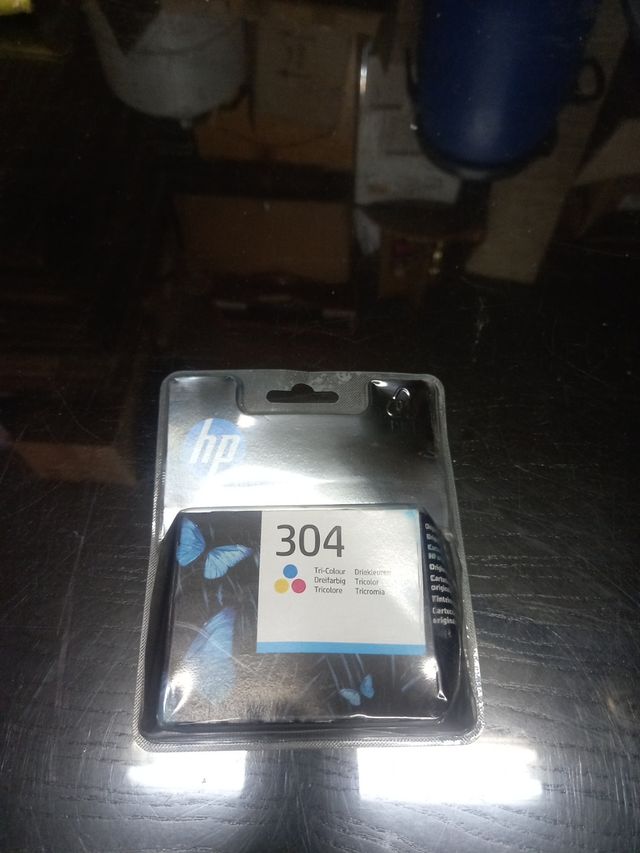 hp
304
Tri-Colour Driekleuren
Dreifarbig Tricolor
Tricolore Tricromia